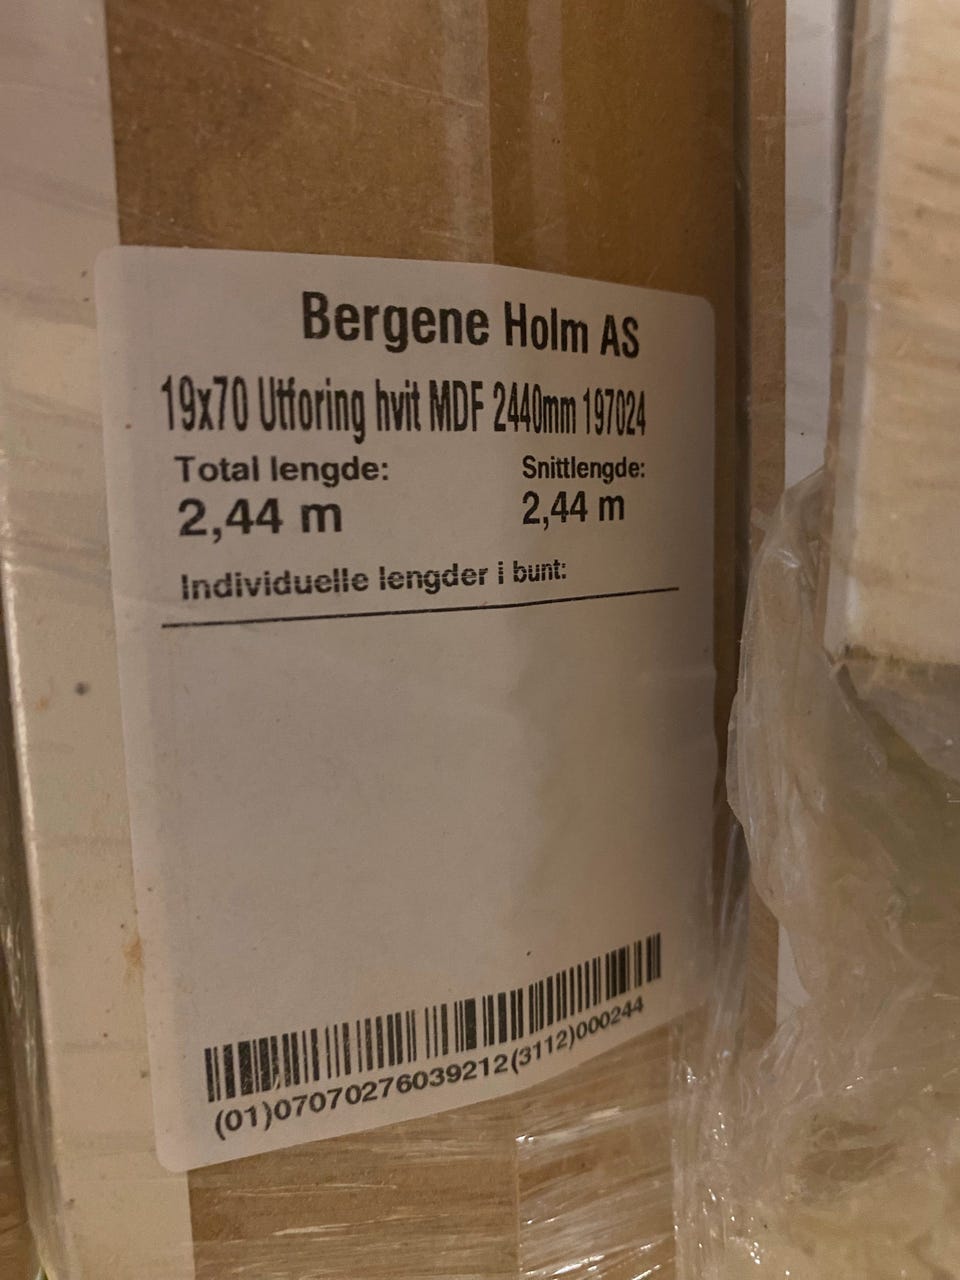 Bergene Holm AS
19x70 Utforing hvit MDF 2440mm 197024
Total lengde: Snittlengde:
2,44 m 2,44 m
Individuelle lengder i bunt:
(01)07070276039212(3112)000244